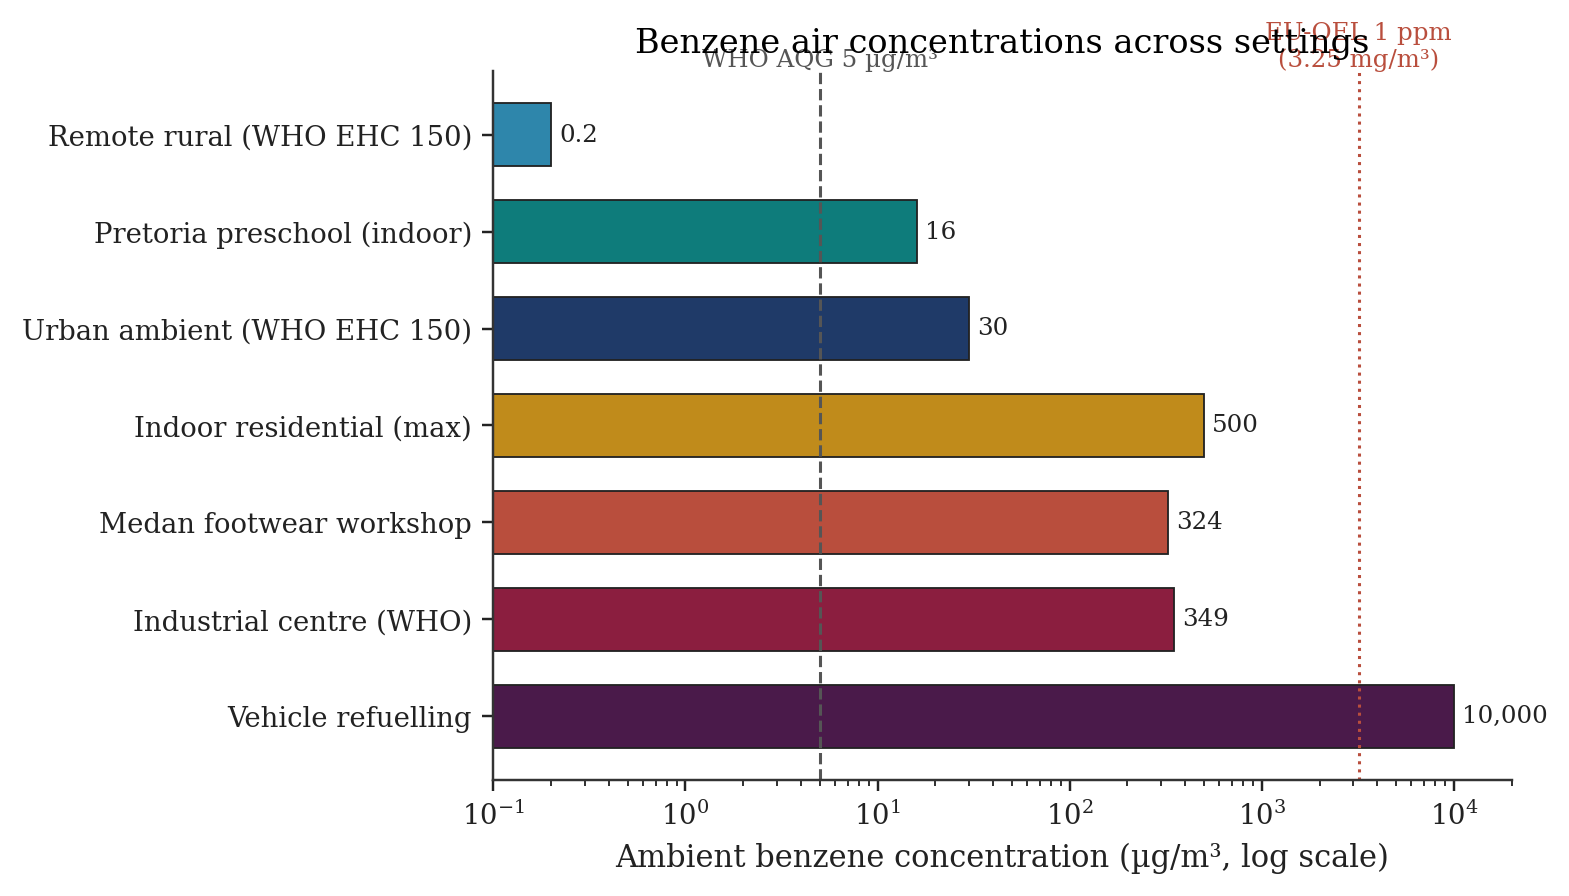 Benzene air concentrations across settings
EU-OEL 1 ppm
(3.25 mg/m³)
WHO AQG 5 µg/m³
Remote rural (WHO EHC 150)
0.2
Pretoria preschool (indoor)
16
Urban ambient (WHO EHC 150)
30
Indoor residential (max)
500
Medan footwear workshop
324
Industrial centre (WHO)
349
Vehicle refuelling
10,000
10⁻¹ 10⁰ 10¹ 10² 10³ 10⁴
Ambient benzene concentration (µg/m³, log scale)